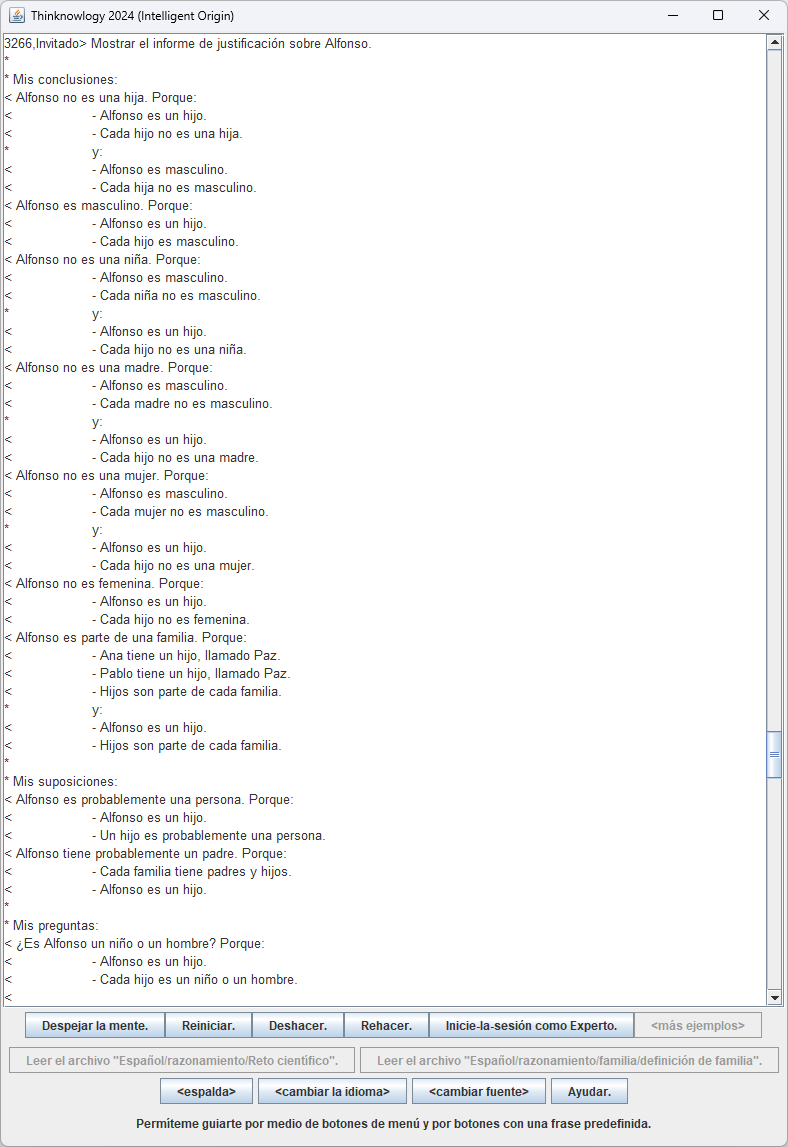 Thinknowlogy 2024 (Intelligent Origin)
3266,Invitado> Mostrar el informe de justificación sobre Alfonso.
*
* Mis conclusiones:
< Alfonso no es una hija. Porque:
< - Alfonso es un hijo.
< - Cada hijo no es una hija.
* y:
< - Alfonso es masculino.
< - Cada hija no es masculino.
< Alfonso es masculino. Porque:
< - Alfonso es un hijo.
< - Cada hijo es masculino.
< Alfonso no es una niña. Porque:
< - Alfonso es masculino.
< - Cada niña no es masculino.
* y:
< - Alfonso es un hijo.
< - Cada hijo no es una niña.
< Alfonso no es una madre. Porque:
< - Alfonso es masculino.
< - Cada madre no es masculino.
* y:
< - Alfonso es un hijo.
< - Cada hijo no es una madre.
< Alfonso no es una mujer. Porque:
< - Alfonso es masculino.
< - Cada mujer no es masculino.
* y:
< - Alfonso es un hijo.
< - Cada hijo no es una mujer.
< Alfonso no es femenina. Porque:
< - Alfonso es un hijo.
< - Cada hijo no es femenina.
< Alfonso es parte de una familia. Porque:
< - Ana tiene un hijo, llamado Paz.
< - Pablo tiene un hijo, llamado Paz.
< - Hijos son parte de cada familia.
* y:
< - Alfonso es un hijo.
< - Hijos son parte de cada familia.
*
* Mis suposiciones:
< Alfonso es probablemente una persona. Porque:
< - Alfonso es un hijo.
< - Un hijo es probablemente una persona.
< Alfonso tiene probablemente un padre. Porque:
< - Cada familia tiene padres y hijos.
< - Alfonso es un hijo.
*
* Mis preguntas:
< ¿Es Alfonso un niño o un hombre? Porque:
< - Alfonso es un hijo.
< - Cada hijo es un niño o un hombre.
<
Despejar la mente. Reiniciar. Deshacer. Rehacer. Inicie-la-sesión como Experto. <más ejemplos>
Leer el archivo "Español/razonamiento/Reto científico". Leer el archivo "Español/razonamiento/familia/definición de familia".
<espalda> <cambiar la idioma> <cambiar fuente> Ayudar.
Permíteme guiarte por medio de botones de menú y por botones con una frase predefinida.